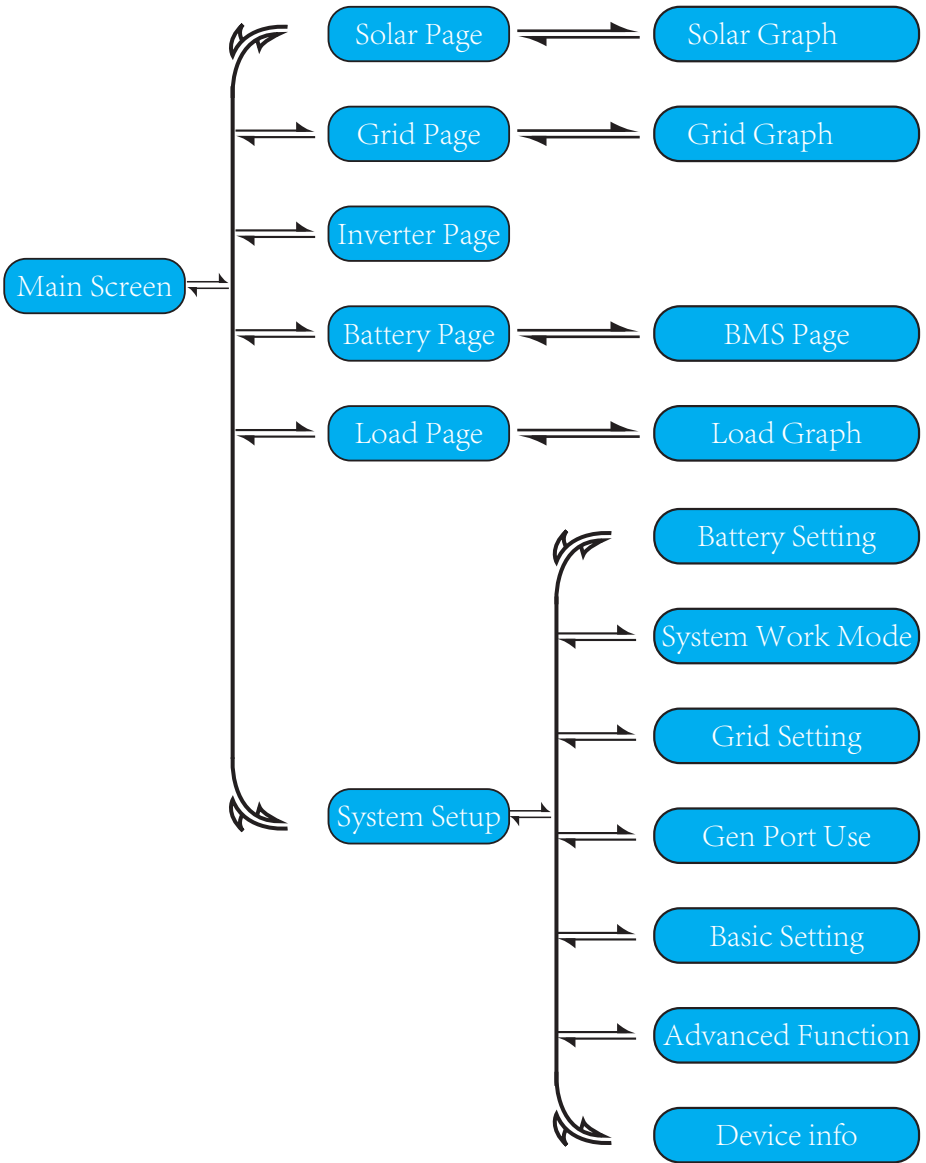 Solar Page
Solar Graph
Grid Page
Grid Graph
Inverter Page
Main Screen
Battery Page
BMS Page
Load Page
Load Graph
Battery Setting
System Work Mode
Grid Setting
System Setup
Gen Port Use
Basic Setting
Advanced Function
Device info